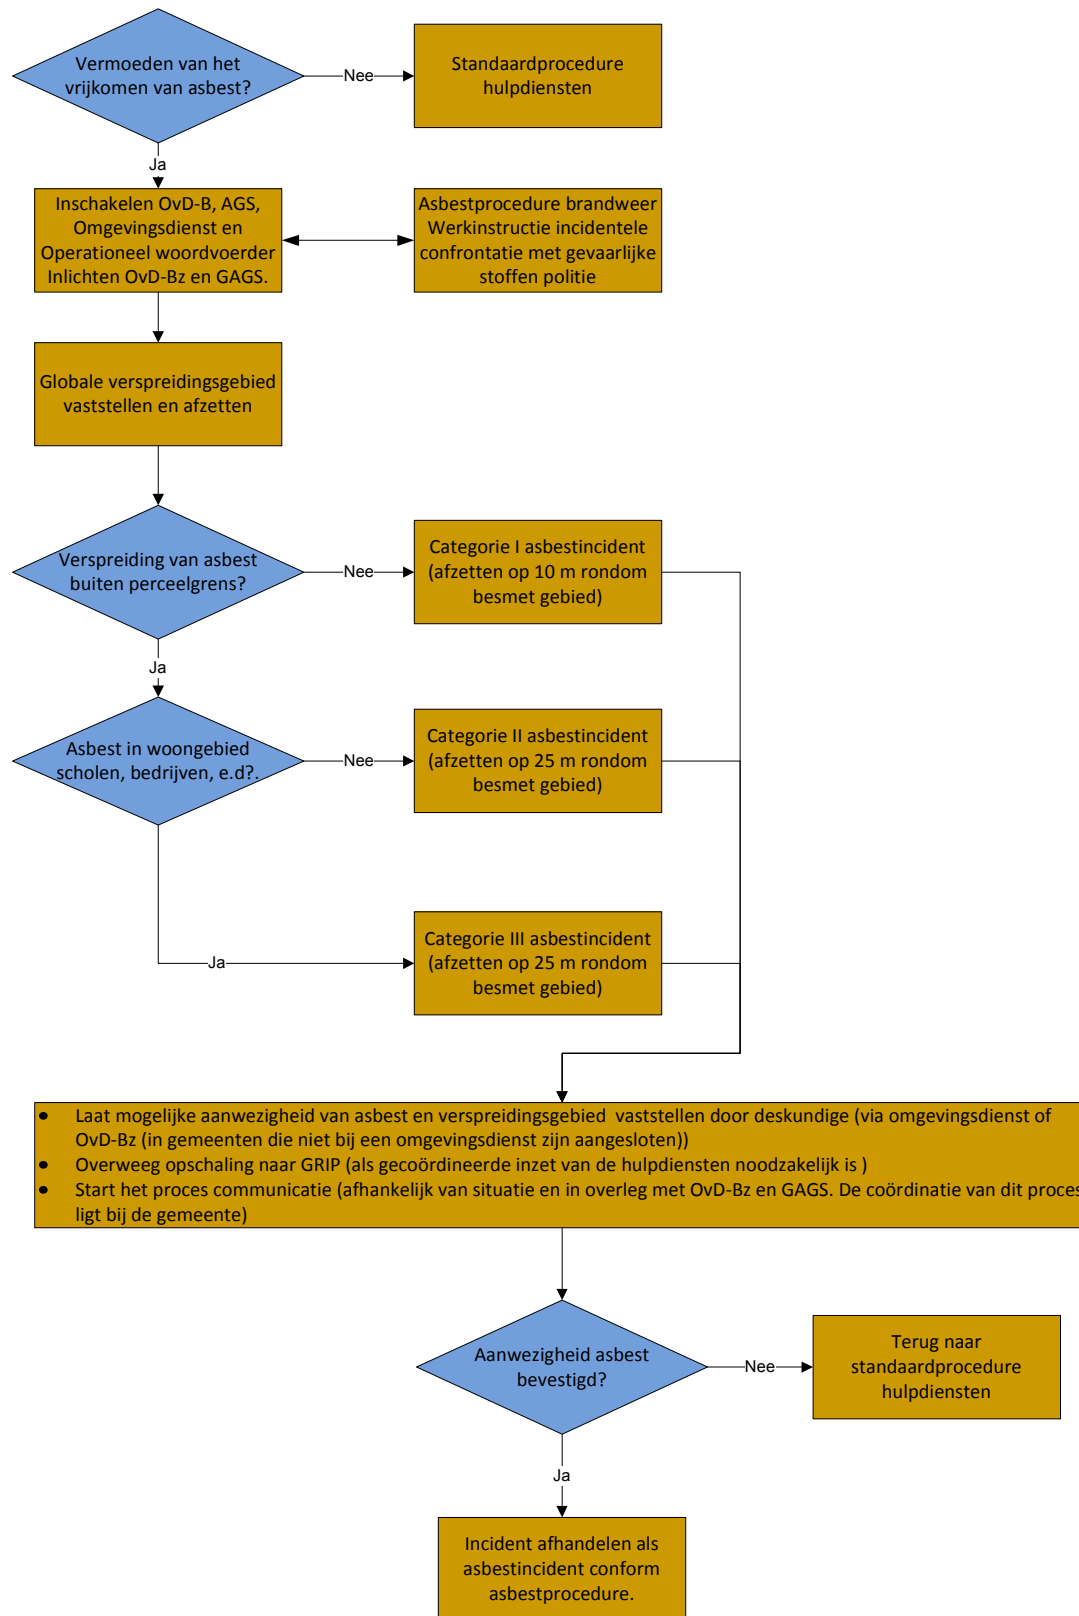 Vermoeden van het
vrijkomen van asbest?
Nee
Standaardprocedure
hulpdiensten
Ja
Inschakelen OvD-B, AGS,
Omgevingsdienst en
Operationeel woordvoerder
Inlichten OvD-Bz en GAGS.
Asbestprocedure brandweer
Werkinstructie incidentele
confrontatie met gevaarlijke
stoffen politie
Globale verspreidingsgebied
vaststellen en afzetten
Verspreiding van asbest
buiten perceelgrens?
Nee
Categorie I asbestincident
(afzetten op 10 m rondom
besmet gebied)
Ja
Asbest in woongebied
scholen, bedrijven, e.d?.
Nee
Categorie II asbestincident
(afzetten op 25 m rondom
besmet gebied)
Ja
Categorie III asbestincident
(afzetten op 25 m rondom
besmet gebied)
• Laat mogelijke aanwezigheid van asbest en verspreidingsgebied vaststellen door deskundige (via omgevingsdienst of
OvD-Bz (in gemeenten die niet bij een omgevingsdienst zijn aangesloten))
• Overweeg opschaling naar GRIP (als gecoördineerde inzet van de hulpdiensten noodzakelijk is )
• Start het proces communicatie (afhankelijk van situatie en in overleg met OvD-Bz en GAGS. De coördinatie van dit proces
ligt bij de gemeente)
Aanwezigheid asbest
bevestigd?
Nee
Terug naar
standaardprocedure
hulpdiensten
Ja
Incident afhandelen als
asbestincident conform
asbestprocedure.